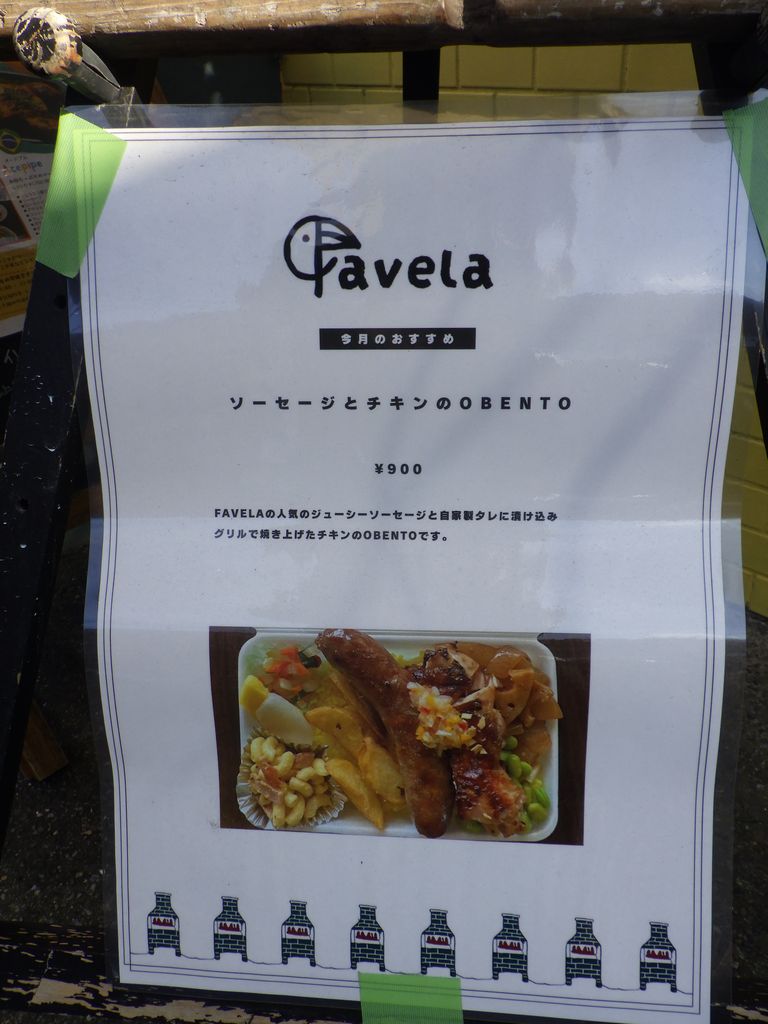 Favela
今月のおすすめ
ソーセージとチキンのOBENTO
¥900
FAVELAの人気のジューシーソーセージと自家製タレに漬け込み
グリルで焼き上げたチキンのOBENTOです。